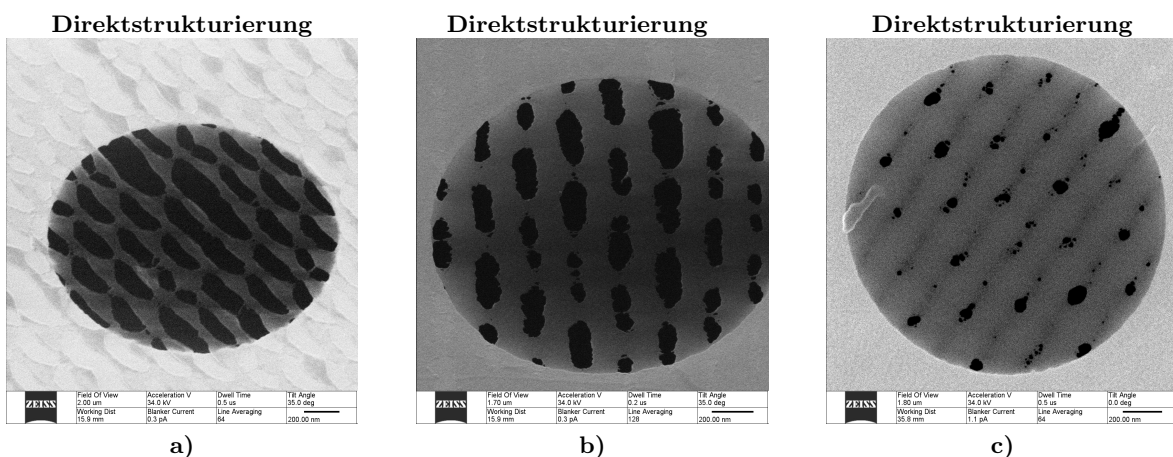 Direktstrukturierung
Direktstrukturierung
Direktstrukturierung
ZEISS
Field Of View
2.00 um
Acceleration V
34.0 kV
Dwell Time
0.5 us
Tilt Angle
35.0 deg
Working Dist
15.9 mm
Blanker Current
0.3 pA
Line Averaging
64
200.00 nm
ZEISS
Field Of View
1.70 um
Acceleration V
34.0 kV
Dwell Time
0.2 us
Tilt Angle
35.0 deg
Working Dist
15.9 mm
Blanker Current
0.3 pA
Line Averaging
128
200.00 nm
ZEISS
Field Of View
1.80 um
Acceleration V
34.0 kV
Dwell Time
0.5 us
Tilt Angle
0.0 deg
Working Dist
35.8 mm
Blanker Current
1.1 pA
Line Averaging
64
200.00 nm
a)
b)
c)